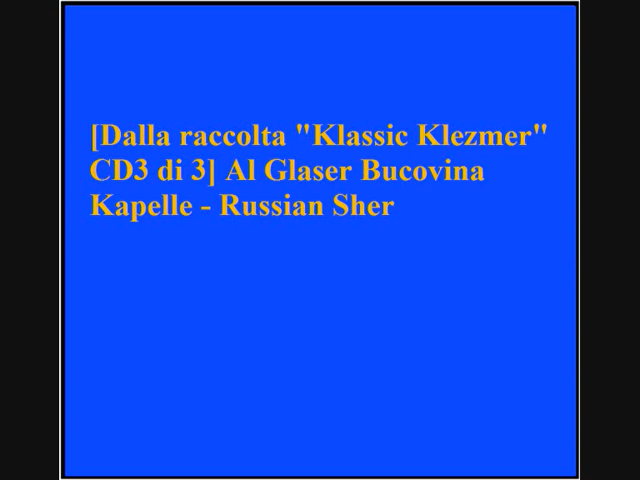 [Dalla raccolta "Klassic Klezmer"
CD3 di 3] Al Glaser Bucovina
Kapelle - Russian Sher